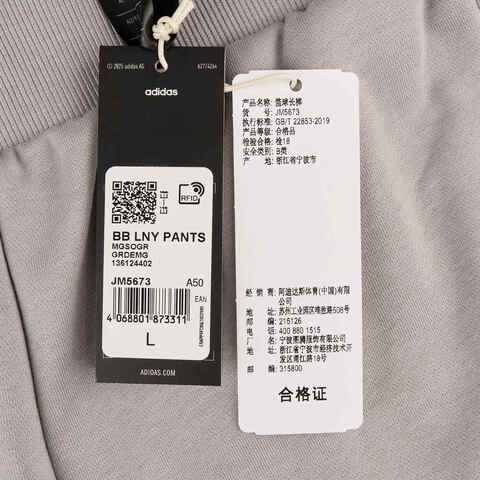 © 2025 adidas AG
adidas
RFID
BB LNY PANTS
MGSOGR
GRDEMG
136124402
JM5673 A50
EAN
4 068801 873311
L
ADIDAS.COM
产品名称: 篮球长裤
货 号: JM5673
执行标准: GB/T 22853-2019
产品等级: 合格品
检验合格: 检18
安全类别: B类
产 地: 浙江省宁波市
经 销 商: 阿迪达斯体育(中国)有限
公司
地 址: 苏州工业园区唯胜路508号
邮 编: 215126
电 话: 400 880 1515
厂 名: 宁波图腾服饰有限公司
地 址: 浙江省宁波市经济技术开
发区甬江路18号
邮 编: 315800
合格证